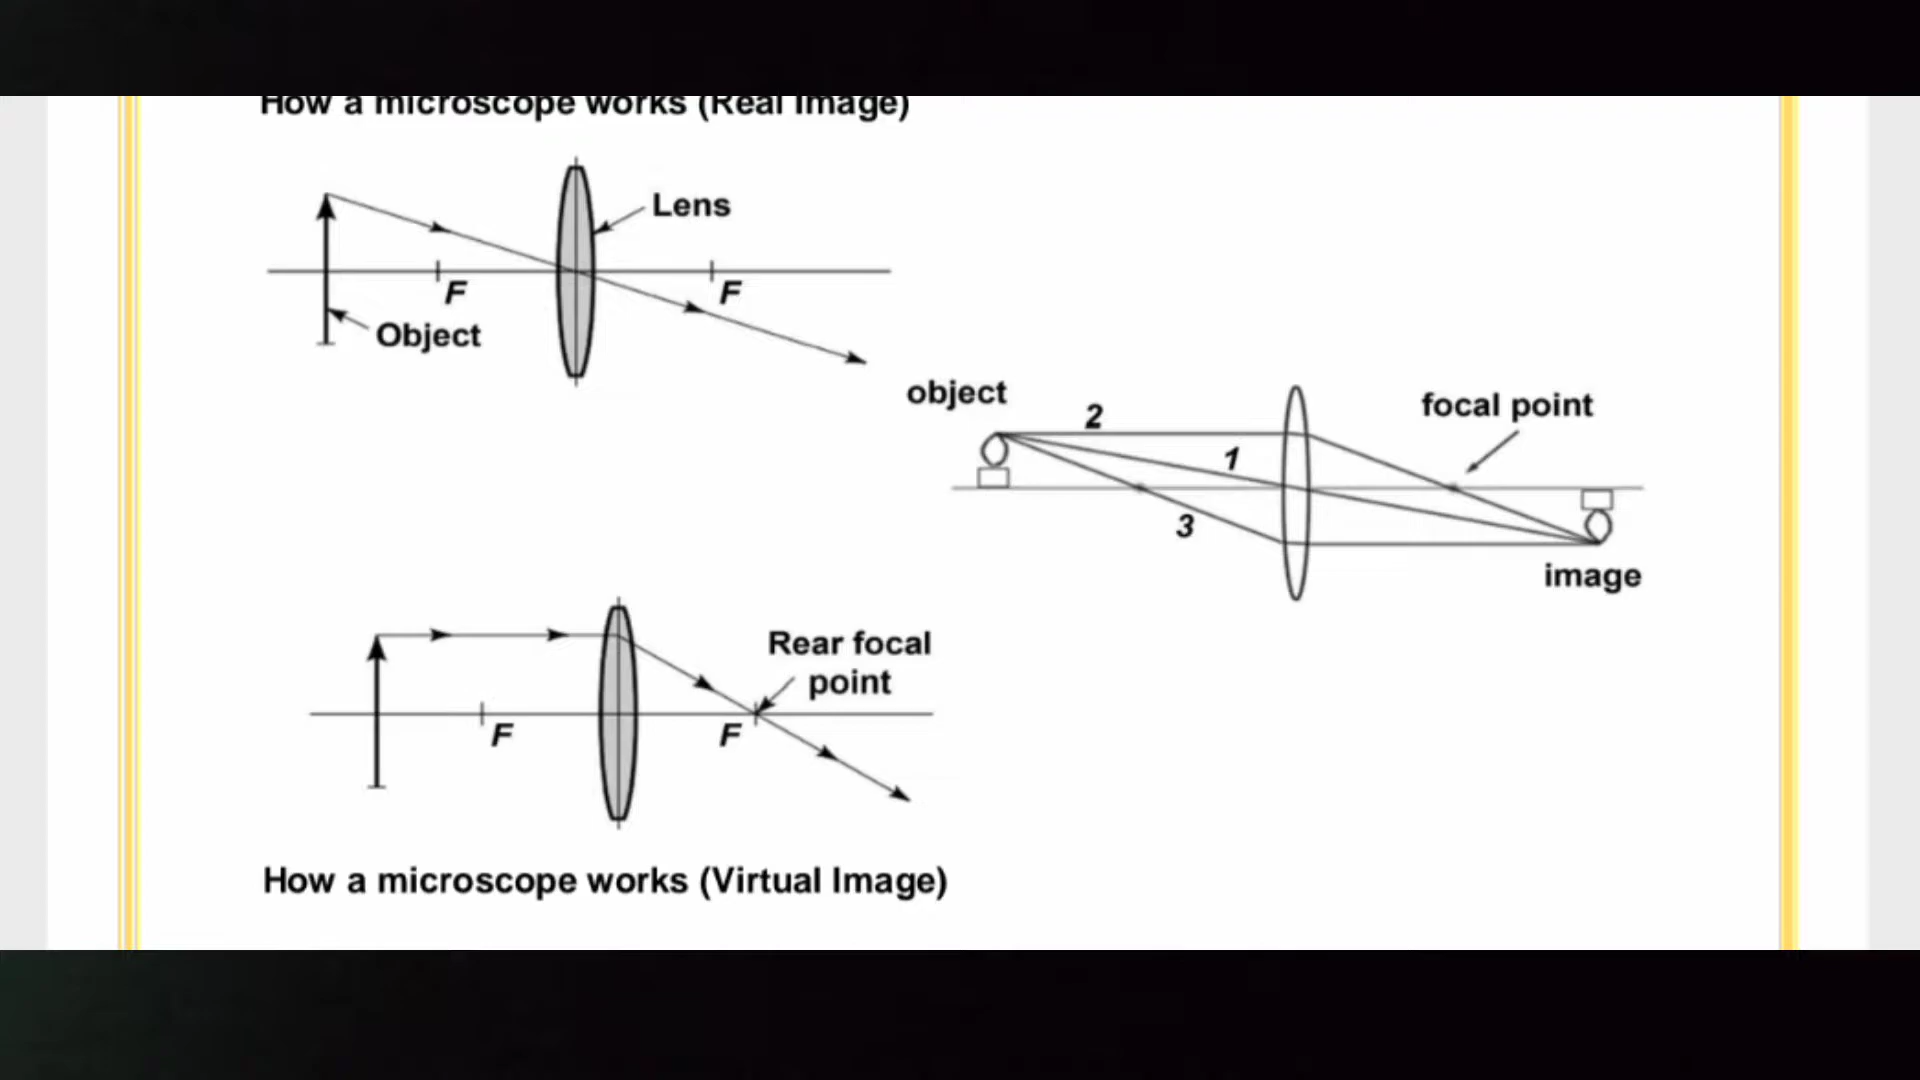 How a microscope works (Real Image)
Lens
F
F
Object
object
2
focal point
1
3
image
Rear focal
point
F
F
How a microscope works (Virtual Image)